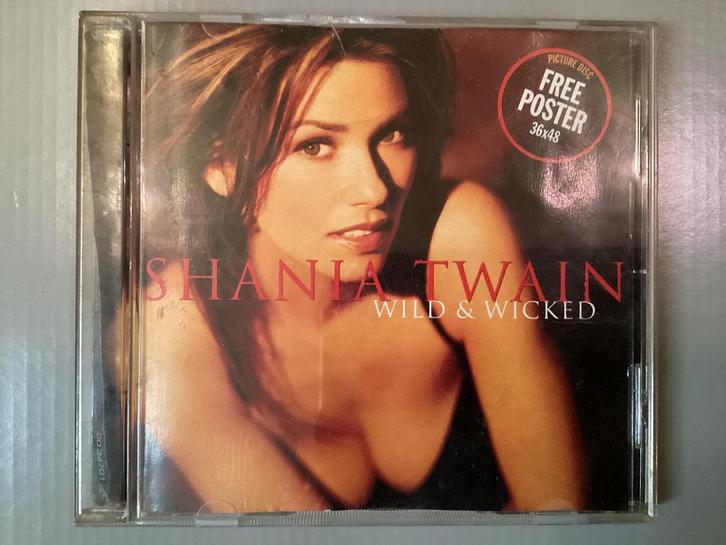 PICTURE DISC
FREE
POSTER
36x48
SHANIA TWAIN
WILD & WICKED